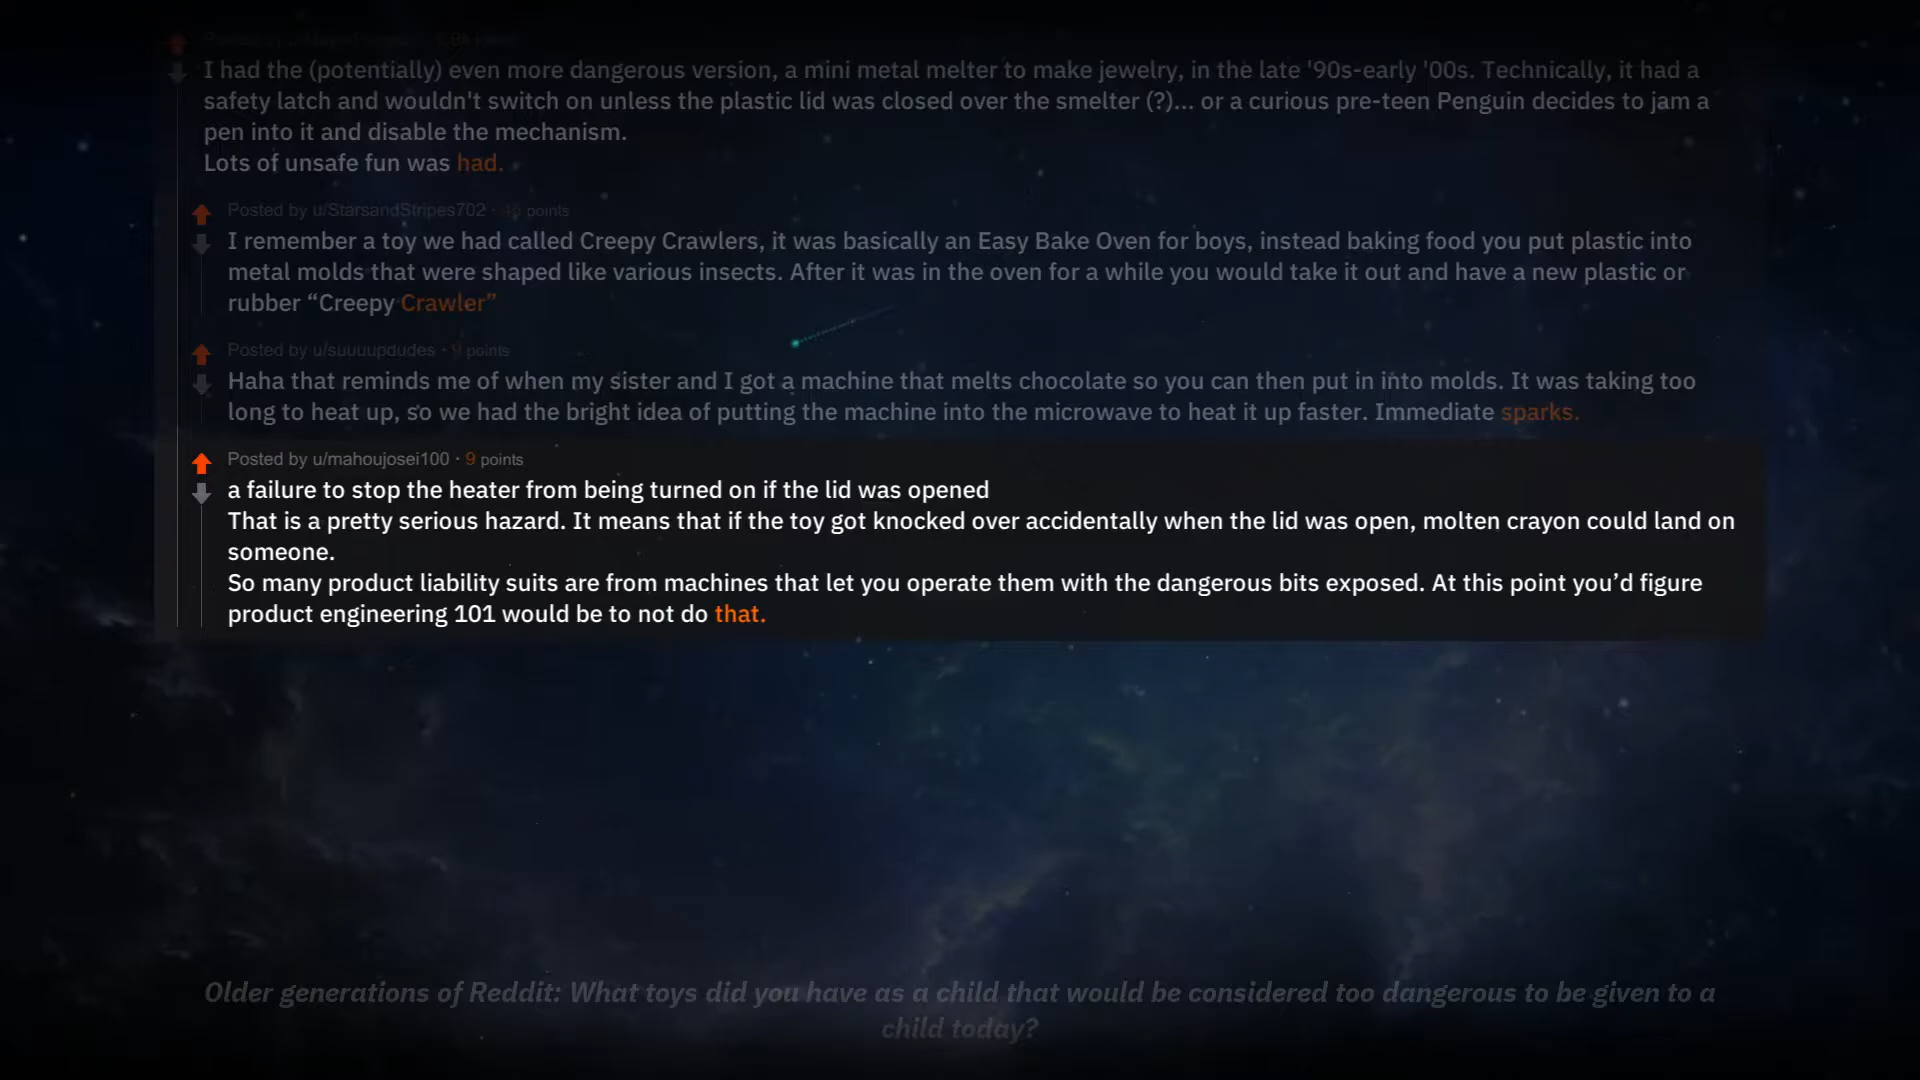 I had the (potentially) even more dangerous version, a mini metal melter to make jewelry, in the late '90s-early '00s. Technically, it had a
safety latch and wouldn't switch on unless the plastic lid was closed over the smelter (?)... or a curious pre-teen Penguin decides to jam a
pen into it and disable the mechanism.
Lots of unsafe fun was had.
Posted by u/StarsandStripes702 · points
I remember a toy we had called Creepy Crawlers, it was basically an Easy Bake Oven for boys, instead baking food you put plastic into
metal molds that were shaped like various insects. After it was in the oven for a while you would take it out and have a new plastic or
rubber “Creepy Crawler”
Posted by u/suuuupdudes · 9 points
Haha that reminds me of when my sister and I got a machine that melts chocolate so you can then put in into molds. It was taking too
long to heat up, so we had the bright idea of putting the machine into the microwave to heat it up faster. Immediate sparks.
Posted by u/mahoujosei100 · 9 points
a failure to stop the heater from being turned on if the lid was opened
That is a pretty serious hazard. It means that if the toy got knocked over accidentally when the lid was open, molten crayon could land on
someone.
So many product liability suits are from machines that let you operate them with the dangerous bits exposed. At this point you’d figure
product engineering 101 would be to not do that.
Older generations of Reddit: What toys did you have as a child that would be considered too dangerous to be given to a
child today?